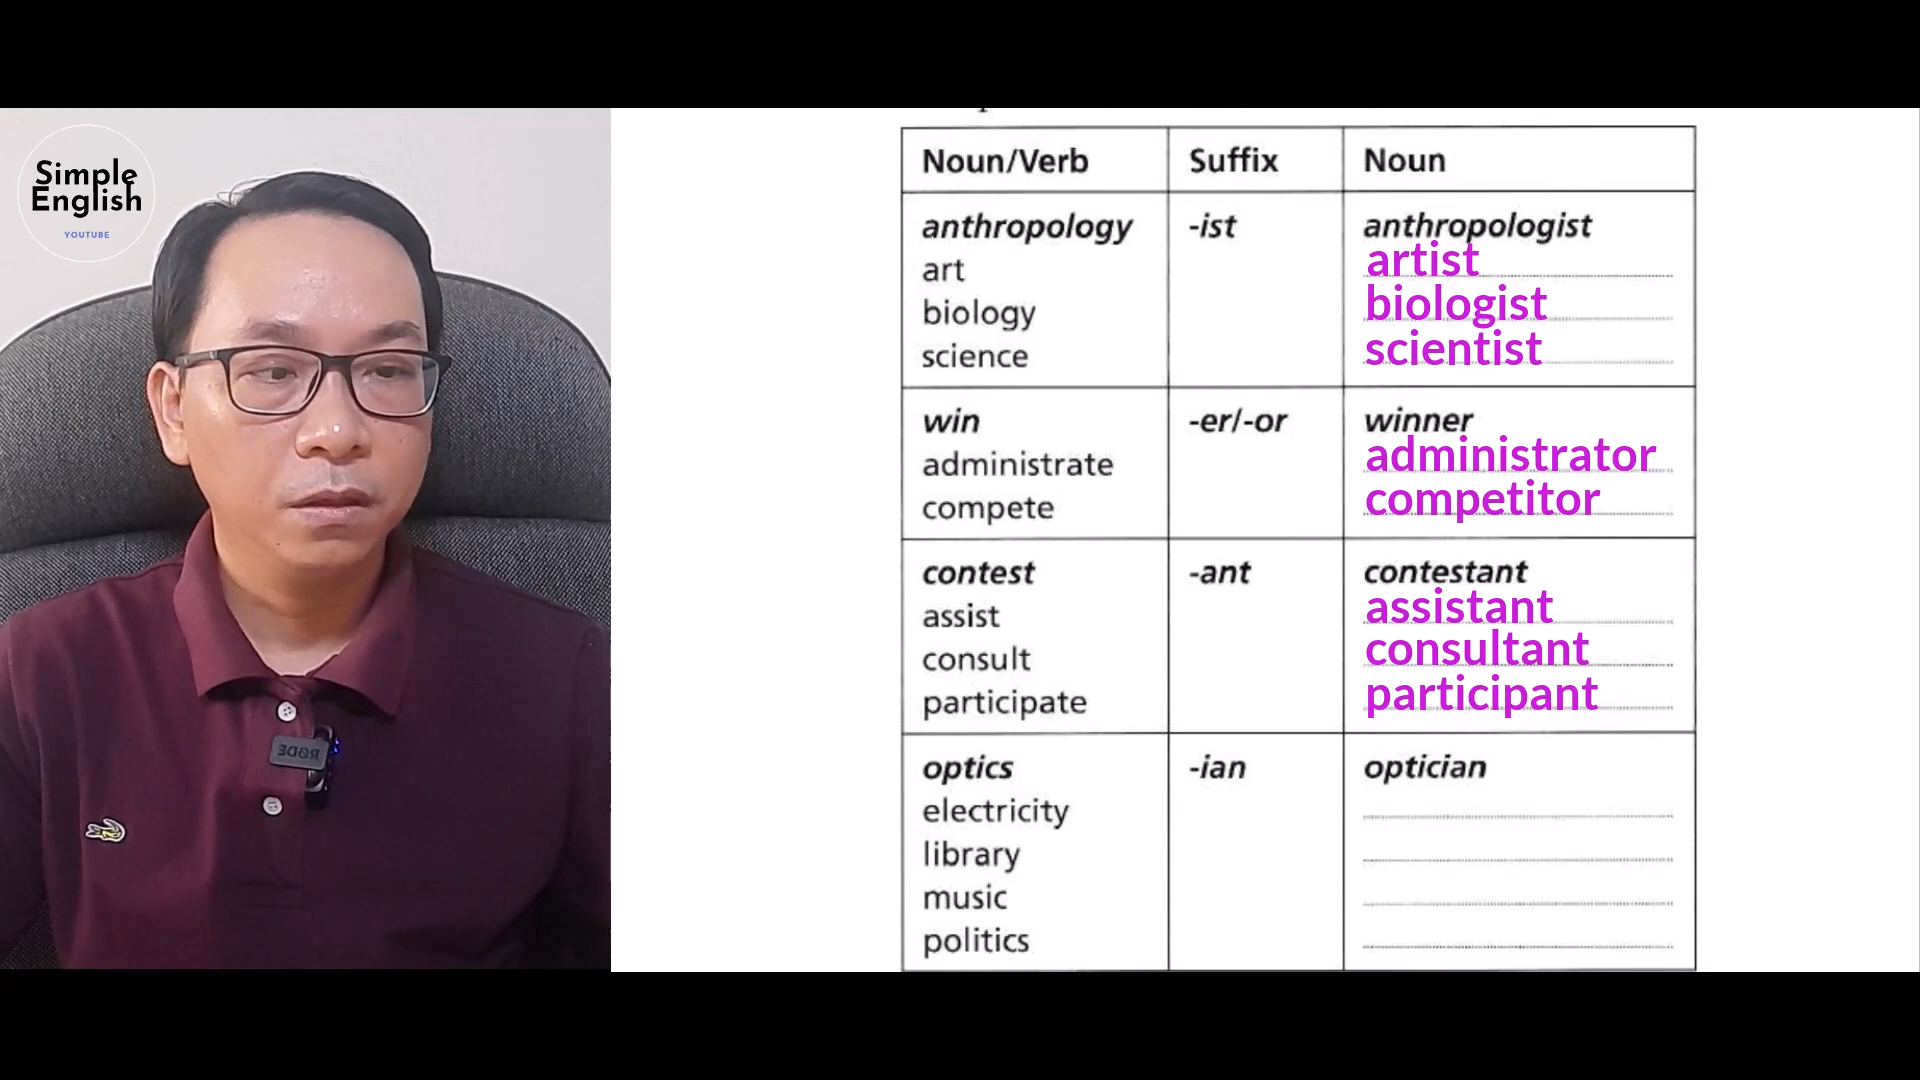 Simple
English
YOUTUBE
RODE
Noun/Verb Suffix Noun
anthropology -ist anthropologist
art artist
biology biologist
science scientist
win -er/-or winner
administrate administrator
compete competitor
contest -ant contestant
assist assistant
consult consultant
participate participant
optics -ian optician
electricity
library
music
politics